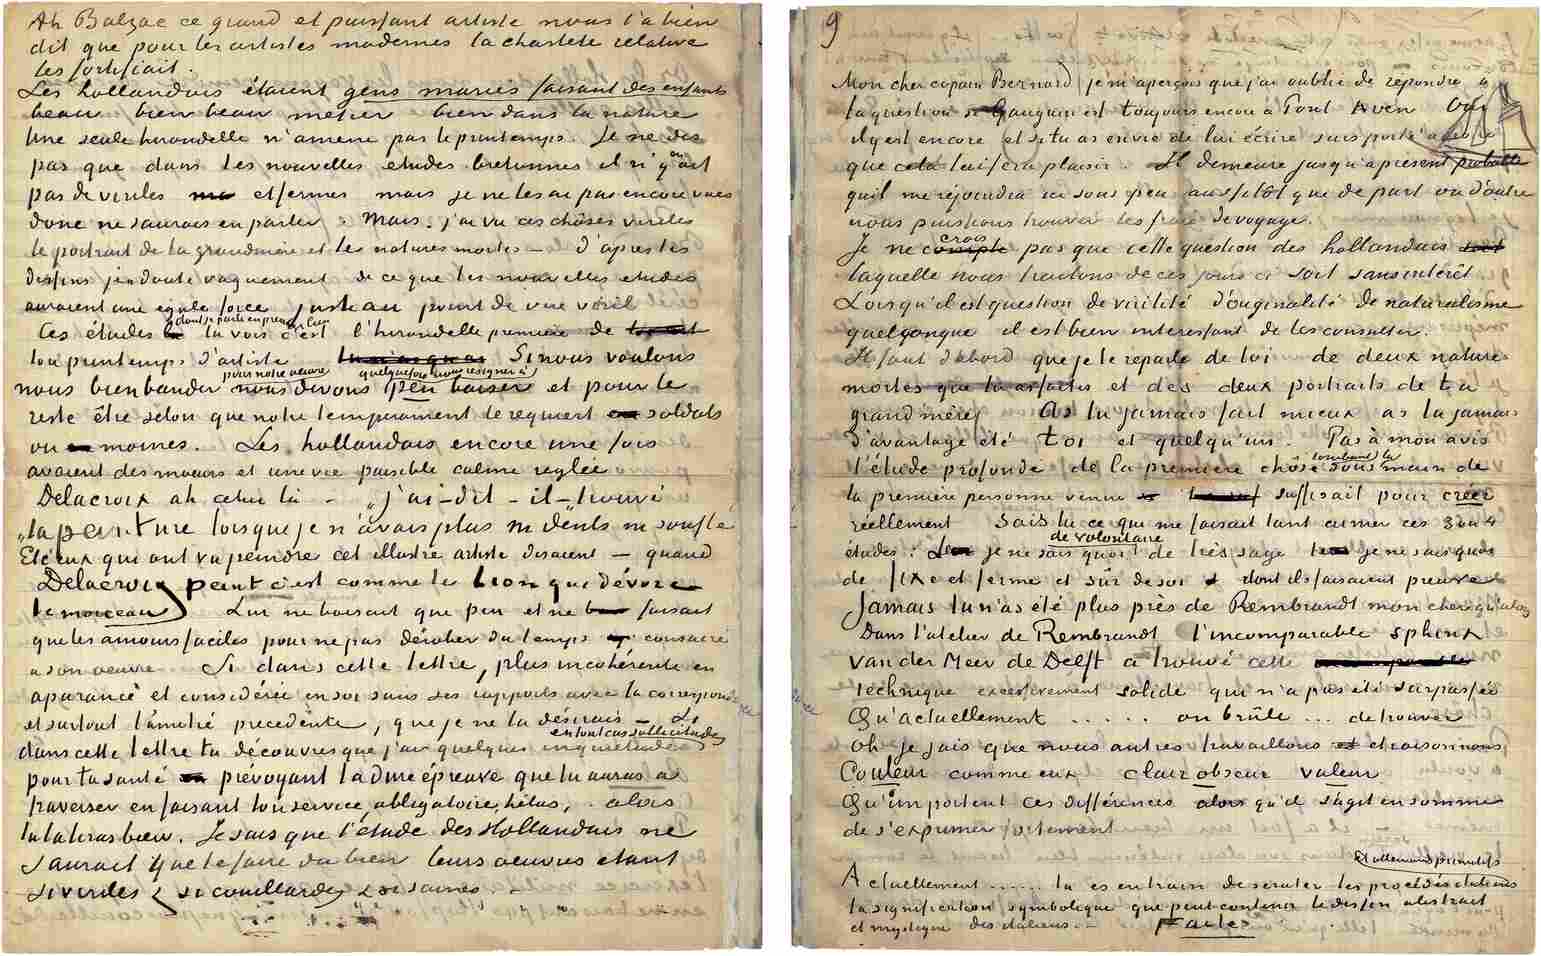 Ah Balzac ce grand et puissant artiste nous l'a bien
dit que pour les artistes modernes la chasteté relative
les fortifiait.
Les hollandais étaient gens mariés faisant des enfants
beau bien beau metier bien dans la nature
Une seule hirondelle n'amene pas le printemps. Je ne dis
pas que dans tes nouvelles etudes bretonnes il n'y on ait
pas de viriles et fermes mais je ne les ai pas encore vues
donc ne saurais en parler. Mais j'ai vu ces choses viriles
le portrait de la grandmère et les natures mortes – D'apres tes
dessins je doute vaguement de ce que tes nouvelles etudes
auraient une egale force juste au point de vue viril
Ces études dont je parle en premier lieu tu vois c'est l'hirondelle première de
ton printemps d'artiste Si nous voulons
nous bien bander pour notre oeuvre nous devons quelquefois nous resigner à peu baiser et pour le
reste être selon que notre temperament le requiert soldats
ou moines. Les hollandais encore une fois
avaient des moeurs et une vie paisible calme reglée
Delacroix ah celui là – „j'ai – dit – il – trouvé
„la peinture lorsque je n'avais plus ni dents ni souffle
Et ceux qui ont vu peindre cet illustre artiste disaient – quand
Delacroix peint c'est comme le lion qui dévore
le morceau Lui ne baisait que peu et ne faisait
que les amours faciles pour ne pas dérober du temps consacré
a son oeuvre. Si dans cette lettre, plus incohérente en
aparance et considérée en soi sans ses rapports avec la correspondance
et surtout l'amitié precedente, que je ne la désirais – Si
dans cette lettre tu découvres que j'ai quelques inquietudes en tout cas sollicitudes
pour ta santé prévoyant la dure épreuve que tu auras a
traverser en faisant ton service, obligatoire, hélas, alors
tu la liras bien. Je sais que l'étude des Hollandais ne
saurait que te faire du bien leurs oeuvres étant
si viriles si couillardes si saines –
9
Mon cher copain Bernard je m'aperçois que j'ai oublié de repondre à
ta question si Gauguin est toujours encore à Pont Aven Oui
il y est encore et si tu as envie de lui écrire suis porté a croire
que cela lui fera plaisir. Il demeure jusqu'a présent probable
qu'il me rejoindra ici sous peu aussitôt que de part ou d'autre
nous puissions trouver les frais de voyage.
Je ne crois pas que cette question des hollandais
laquelle nous traitons de ces jours ci soit sans interêt
Lorsqu'il est question de virilité d'originalité de naturalisme
quelçonque il est bien interessant de les consulter.
Il faut d'abord que je te reparle de toi de deux natures
mortes que tu as faites et des deux portraits de ta
grand'mère As tu jamais fait mieux as tu jamais
d'avantage été toi et quelqu'un. Pas à mon avis
l'étude profonde de la première chose tombant sous la main de
la première personne venue suffisait pour créer
réellement Sais tu ce qui me faisait tant aimer ces 3 ou 4
études: je ne sais quoi de volontaire de très sage je ne sais quoi
de fixe et ferme et sûr de soi dont ils faisaient preuve
Jamais tu n'as été plus près de Rembrandt mon cher qu'alors
Dans l'atelier de Rembrandt l'incomparable sphinx
van der Meer de Delft a trouvé cette
technique excessivement solide qui n'a pas été surpassée
Qu'actuellement ..... on brûle ... de trouver
oh je sais que nous autres travaillons et raisonnons
Couleur comme eux clair obscur valeur
Qu'importent ces différences alors qu'il s'agit en somme
de s'exprimer fortement
Actuellement ..... tu es en train de scruter les procédés italiens et allemands primitifs
la signification symbolique que peut contenir le dessin abstrait
et mystique des italiens. – Faites